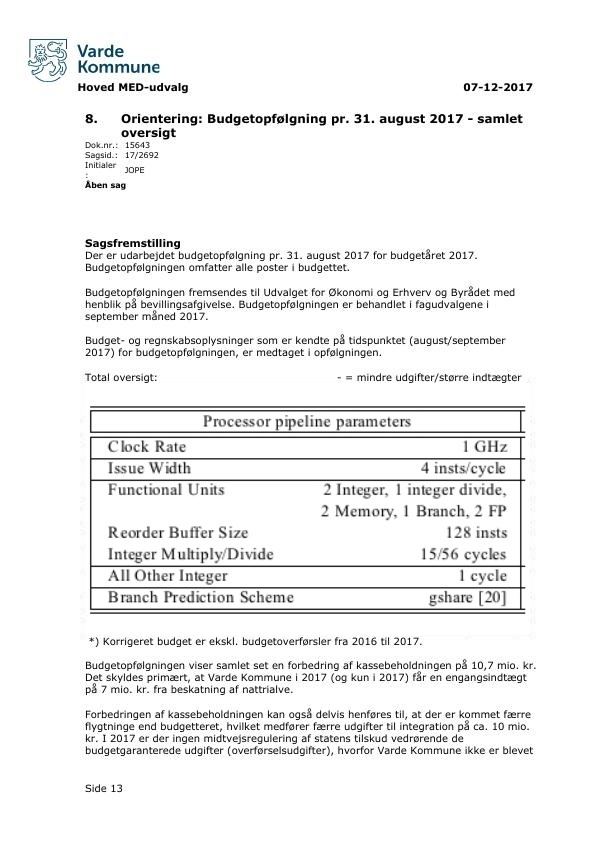 Varde
Kommune
Hoved MED-udvalg 07-12-2017
8. Orientering: Budgetopfølgning pr. 31. august 2017 - samlet
oversigt
Dok.nr.: 15643
Sagsid.: 17/2692
Initialer
: JOPE
Åben sag
Sagsfremstilling
Der er udarbejdet budgetopfølgning pr. 31. august 2017 for budgetåret 2017.
Budgetopfølgningen omfatter alle poster i budgettet.
Budgetopfølgningen fremsendes til Udvalget for Økonomi og Erhverv og Byrådet med
henblik på bevillingsafgivelse. Budgetopfølgningen er behandlet i fagudvalgene i
september måned 2017.
Budget- og regnskabsoplysninger som er kendte på tidspunktet (august/september
2017) for budgetopfølgningen, er medtaget i opfølgningen.
Total oversigt: - = mindre udgifter/større indtægter
Processor pipeline parameters
Clock Rate 1 GHz
Issue Width 4 insts/cycle
Functional Units 2 Integer, 1 integer divide,
2 Memory, 1 Branch, 2 FP
Reorder Buffer Size 128 insts
Integer Multiply/Divide 15/56 cycles
All Other Integer 1 cycle
Branch Prediction Scheme gshare [20]
*) Korrigeret budget er ekskl. budgetoverførsler fra 2016 til 2017.
Budgetopfølgningen viser samlet set en forbedring af kassebeholdningen på 10,7 mio. kr.
Det skyldes primært, at Varde Kommune i 2017 (og kun i 2017) får en engangsindtægt
på 7 mio. kr. fra beskatning af nattrialve.
Forbedringen af kassebeholdningen kan også delvis henføres til, at der er kommet færre
flygtninge end budgetteret, hvilket medfører færre udgifter til integration på ca. 10 mio.
kr. I 2017 er der ingen midtvejsregulering af statens tilskud vedrørende de
budgetgaranterede udgifter (overførselsudgifter), hvorfor Varde Kommune ikke er blevet
Side 13